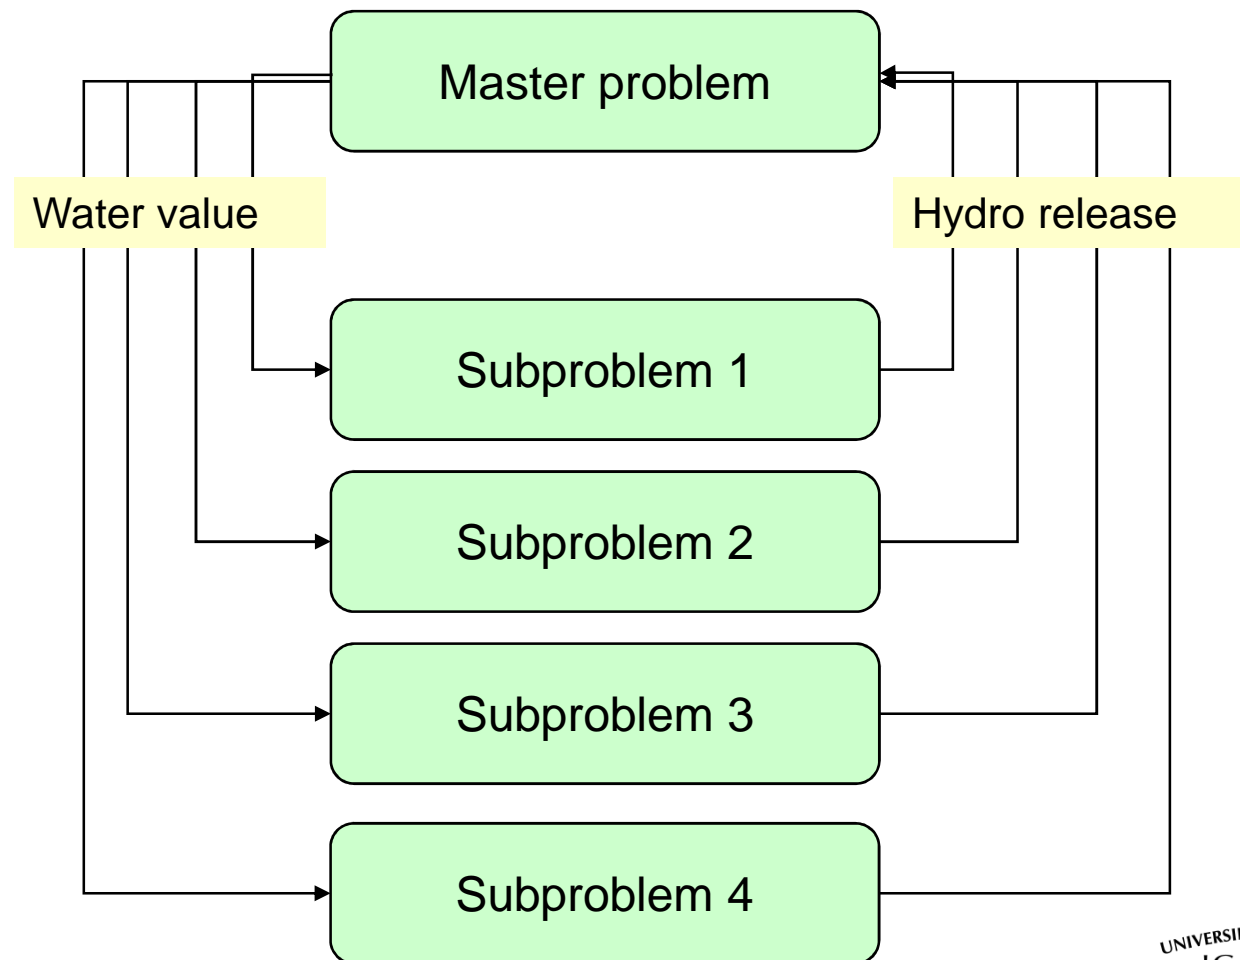 Master problem
Water value
Hydro release
Subproblem 1
Subproblem 2
Subproblem 3
Subproblem 4